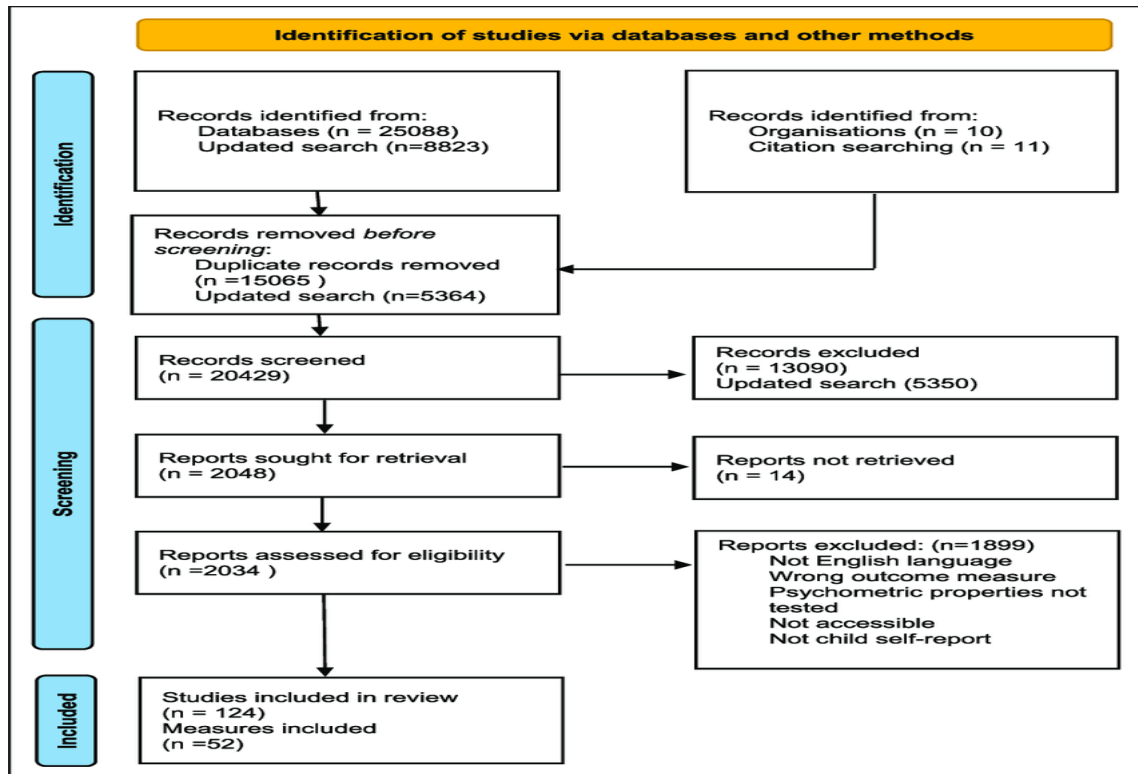 Identification of studies via databases and other methods
Identification
Records identified from:
Databases (n = 25088)
Updated search (n=8823)
Records identified from:
Organisations (n = 10)
Citation searching (n = 11)
Records removed before
screening:
Duplicate records removed
(n =15065 )
Updated search (n=5364)
Screening
Records screened
(n = 20429)
Records excluded
(n = 13090)
Updated search (5350)
Reports sought for retrieval
(n = 2048)
Reports not retrieved
(n = 14)
Reports assessed for eligibility
(n =2034 )
Reports excluded: (n=1899)
Not English language
Wrong outcome measure
Psychometric properties not
tested
Not accessible
Not child self-report
Included
Studies included in review
(n = 124)
Measures included
(n =52)